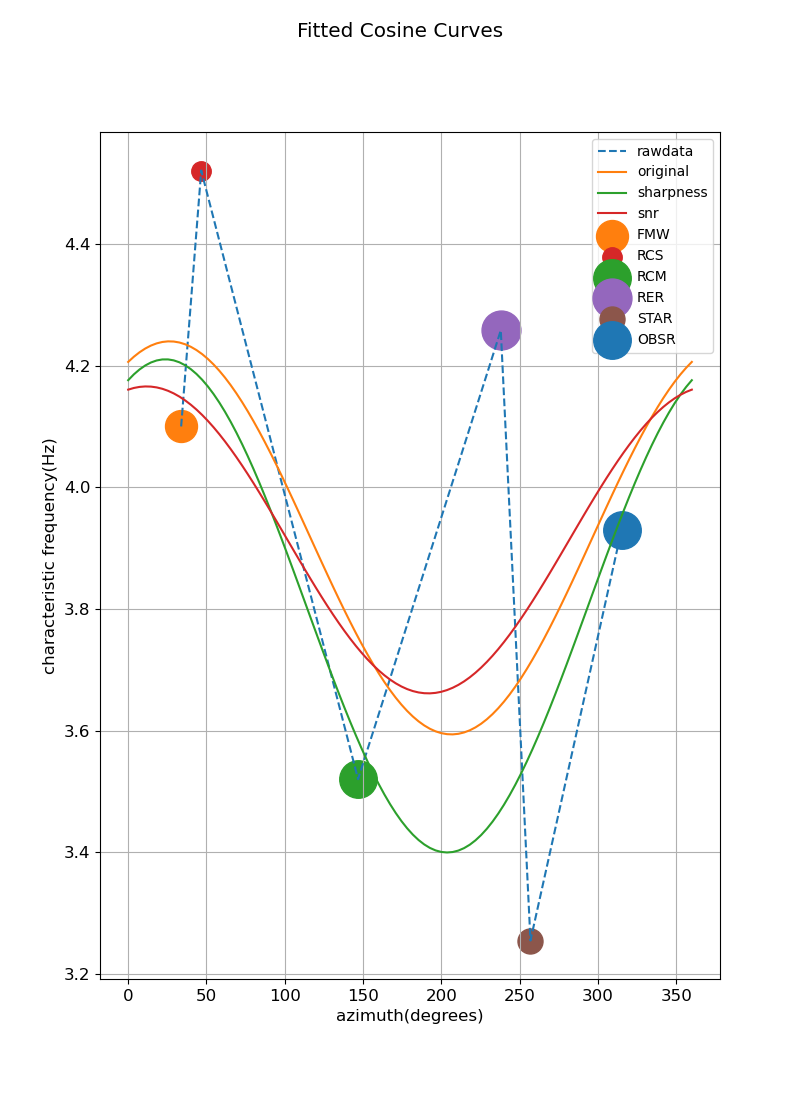 Fitted Cosine Curves
rawdata
original
sharpness
snr
FMW
RCS
RCM
RER
STAR
OBSR
characteristic frequency(Hz)
4.4
4.2
4.0
3.8
3.6
3.4
3.2
0 50 100 150 200 250 300 350
azimuth(degrees)